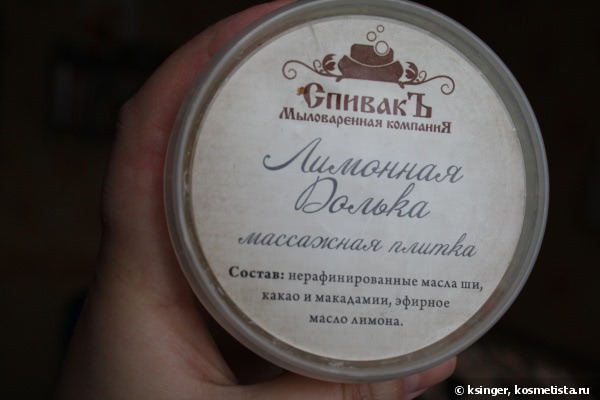 СпивакЪ
Мыловаренная компаниЯ
Лимонная
Долька
массажная плитка
Состав: нерафинированные масла ши,
какао и макадамии, эфирное
масло лимона.
© ksinger, kosmetista.ru